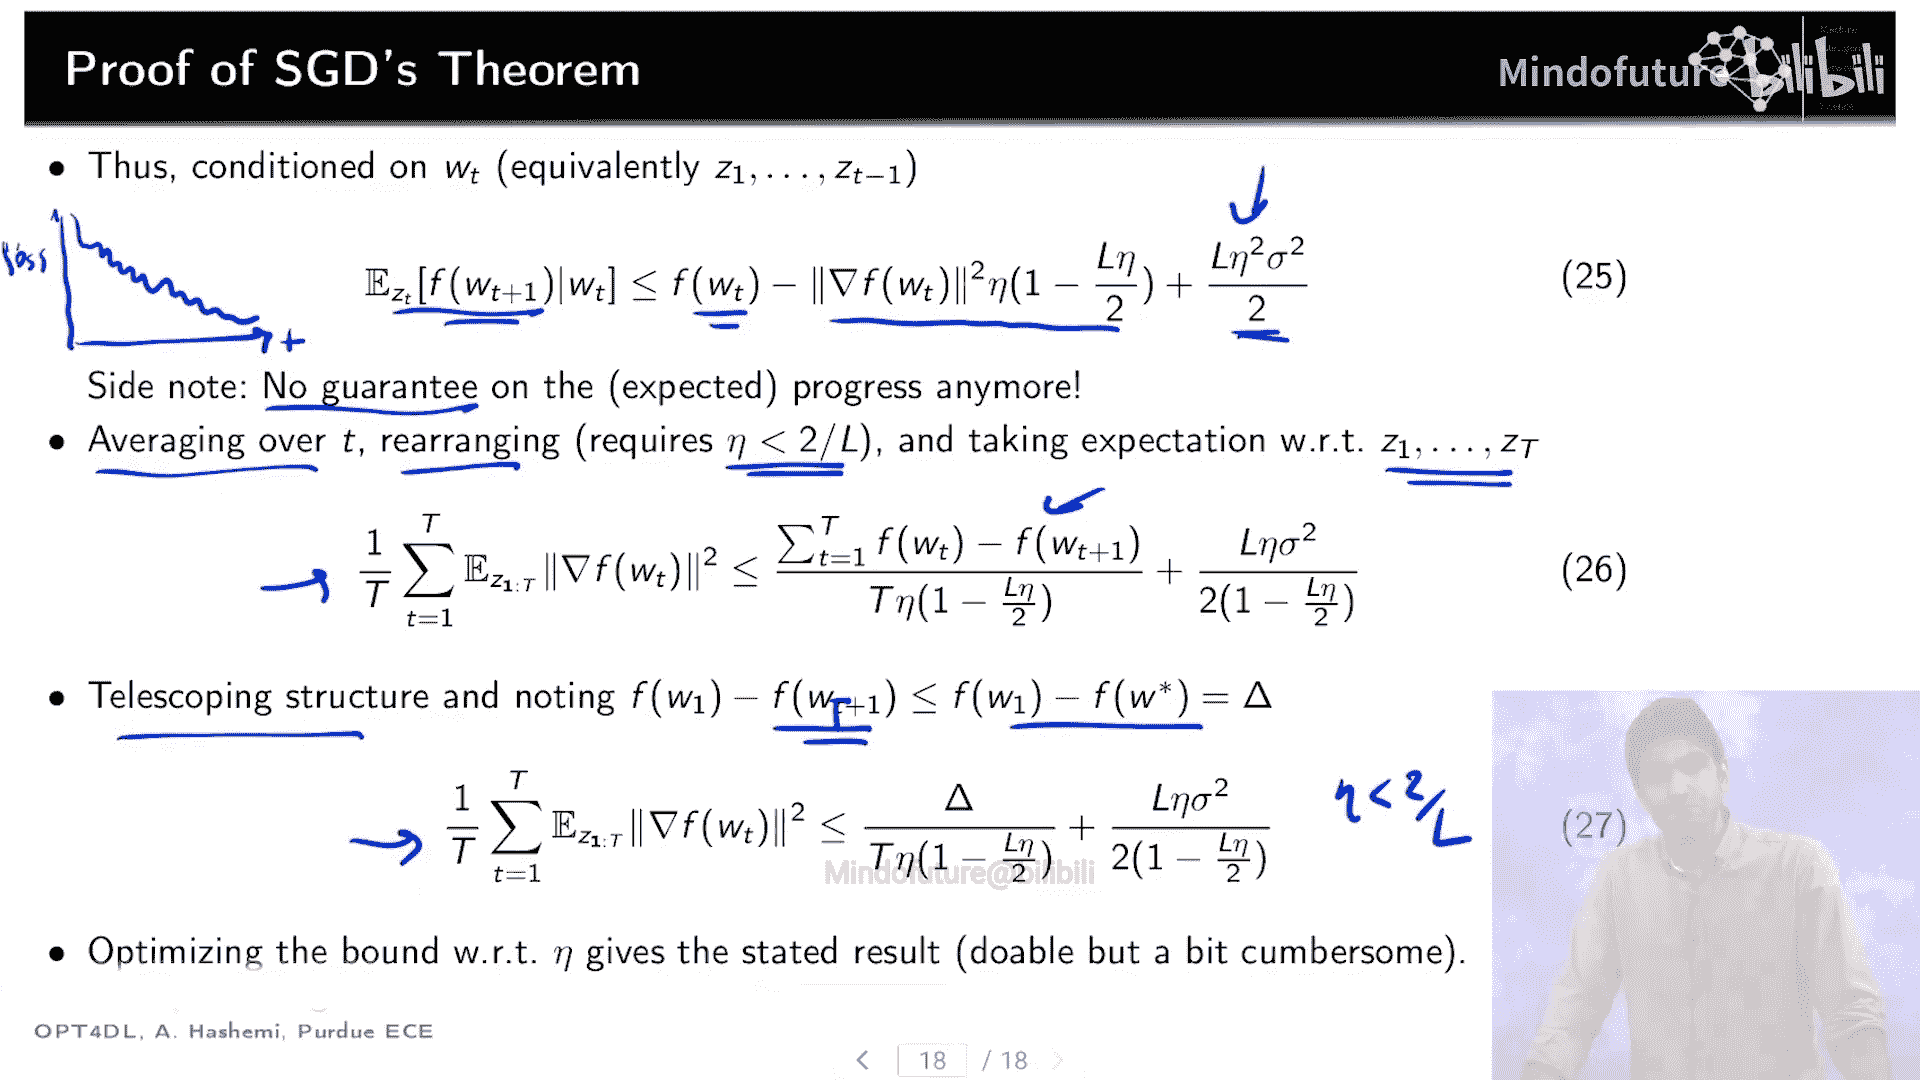 Proof of SGD's Theorem
Mindofuture bilibili
• Thus, conditioned on w_t (equivalently z_1, . . . , z_{t−1})
loss
t
𝔼_{z_t}[f(w_{t+1})|w_t] ≤ f(w_t) − ‖∇f(w_t)‖²η(1 − Lη/2) + Lη²σ²/2 (25)
Side note: No guarantee on the (expected) progress anymore!
• Averaging over t, rearranging (requires η < 2/L), and taking expectation w.r.t. z_1, . . . , z_T
1/T ∑_{t=1}^T 𝔼_{z_{1:T}} ‖∇f(w_t)‖² ≤ ∑_{t=1}^T f(w_t) − f(w_{t+1}) / Tη(1 − Lη/2) + Lησ² / 2(1 − Lη/2) (26)
• Telescoping structure and noting f(w_1) − f(w_{T+1}) ≤ f(w_1) − f(w*) = Δ
1/T ∑_{t=1}^T 𝔼_{z_{1:T}} ‖∇f(w_t)‖² ≤ Δ / Tη(1 − Lη/2) + Lησ² / 2(1 − Lη/2) (27)
η < 2/L
Mindofuture@bilibili
• Optimizing the bound w.r.t. η gives the stated result (doable but a bit cumbersome).
OPT4DL, A. Hashemi, Purdue ECE
18 / 18